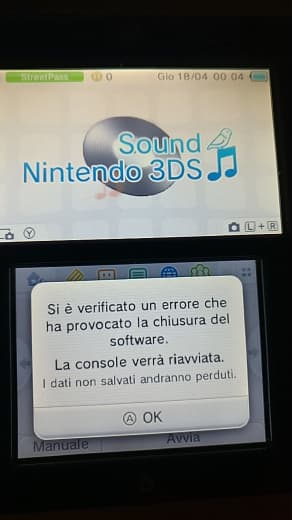 StreetPass 0 Gio 18/04 00 04
Sound
Nintendo 3DS
Y L + R
Si è verificato un errore che
ha provocato la chiusura del
software.
La console verrà riavviata.
I dati non salvati andranno perduti.
A OK
Manuale Avvia